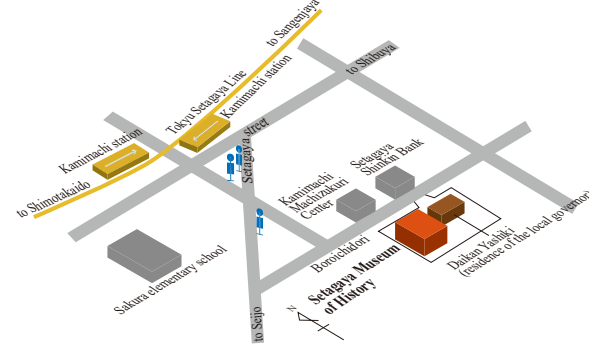 to Sangenjaya
to Shibuya
Tokyu Setagaya Line
Kamimachi station
Kamimachi station
to Shimotakaido
Setagaya street
Setagaya
Shinkin Bank
Kamimachi
Machizukuri
Center
Sakura elementary school
Boroichidori
Setagaya Museum
of History
Daikan Yashiki
(residence of the local governor)
to Seijo
N